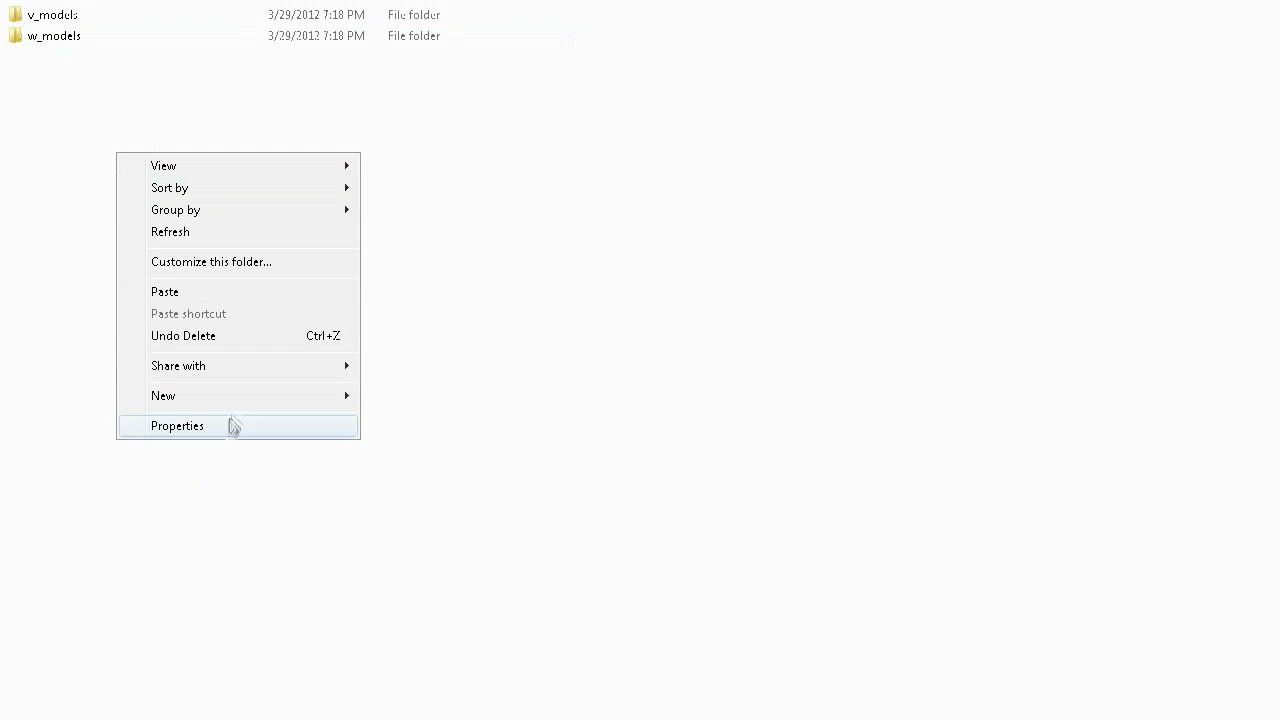 v_models 3/29/2012 7:18 PM File folder
w_models 3/29/2012 7:18 PM File folder
View
Sort by
Group by
Refresh
Customize this folder...
Paste
Paste shortcut
Undo Delete Ctrl+Z
Share with
New
Properties